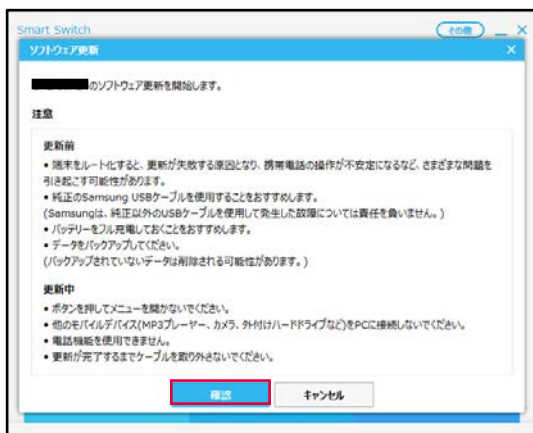 Smart Switch
その他
ソフトウェア更新
のソフトウェア更新を開始します。
注意
更新前
• 端末をルート化すると、更新が失敗する原因となり、携帯電話の操作が不安定になるなど、さまざまな問題を
引き起こす可能性があります。
• 純正のSamsung USBケーブルを使用することをおすすめします。
(Samsungは、純正以外のUSBケーブルを使用して発生した故障については責任を負いません。)
• バッテリーをフル充電しておくことをおすすめします。
• データをバックアップしてください。
(バックアップされていないデータは削除される可能性があります。)
更新中
• ボタンを押してメニューを開かないでください。
• 他のモバイルデバイス(MP3プレーヤー、カメラ、外付けハードドライブなど)をPCに接続しないでください。
• 電話機能を使用できません。
• 更新が完了するまでケーブルを取り外さないでください。
確認
キャンセル